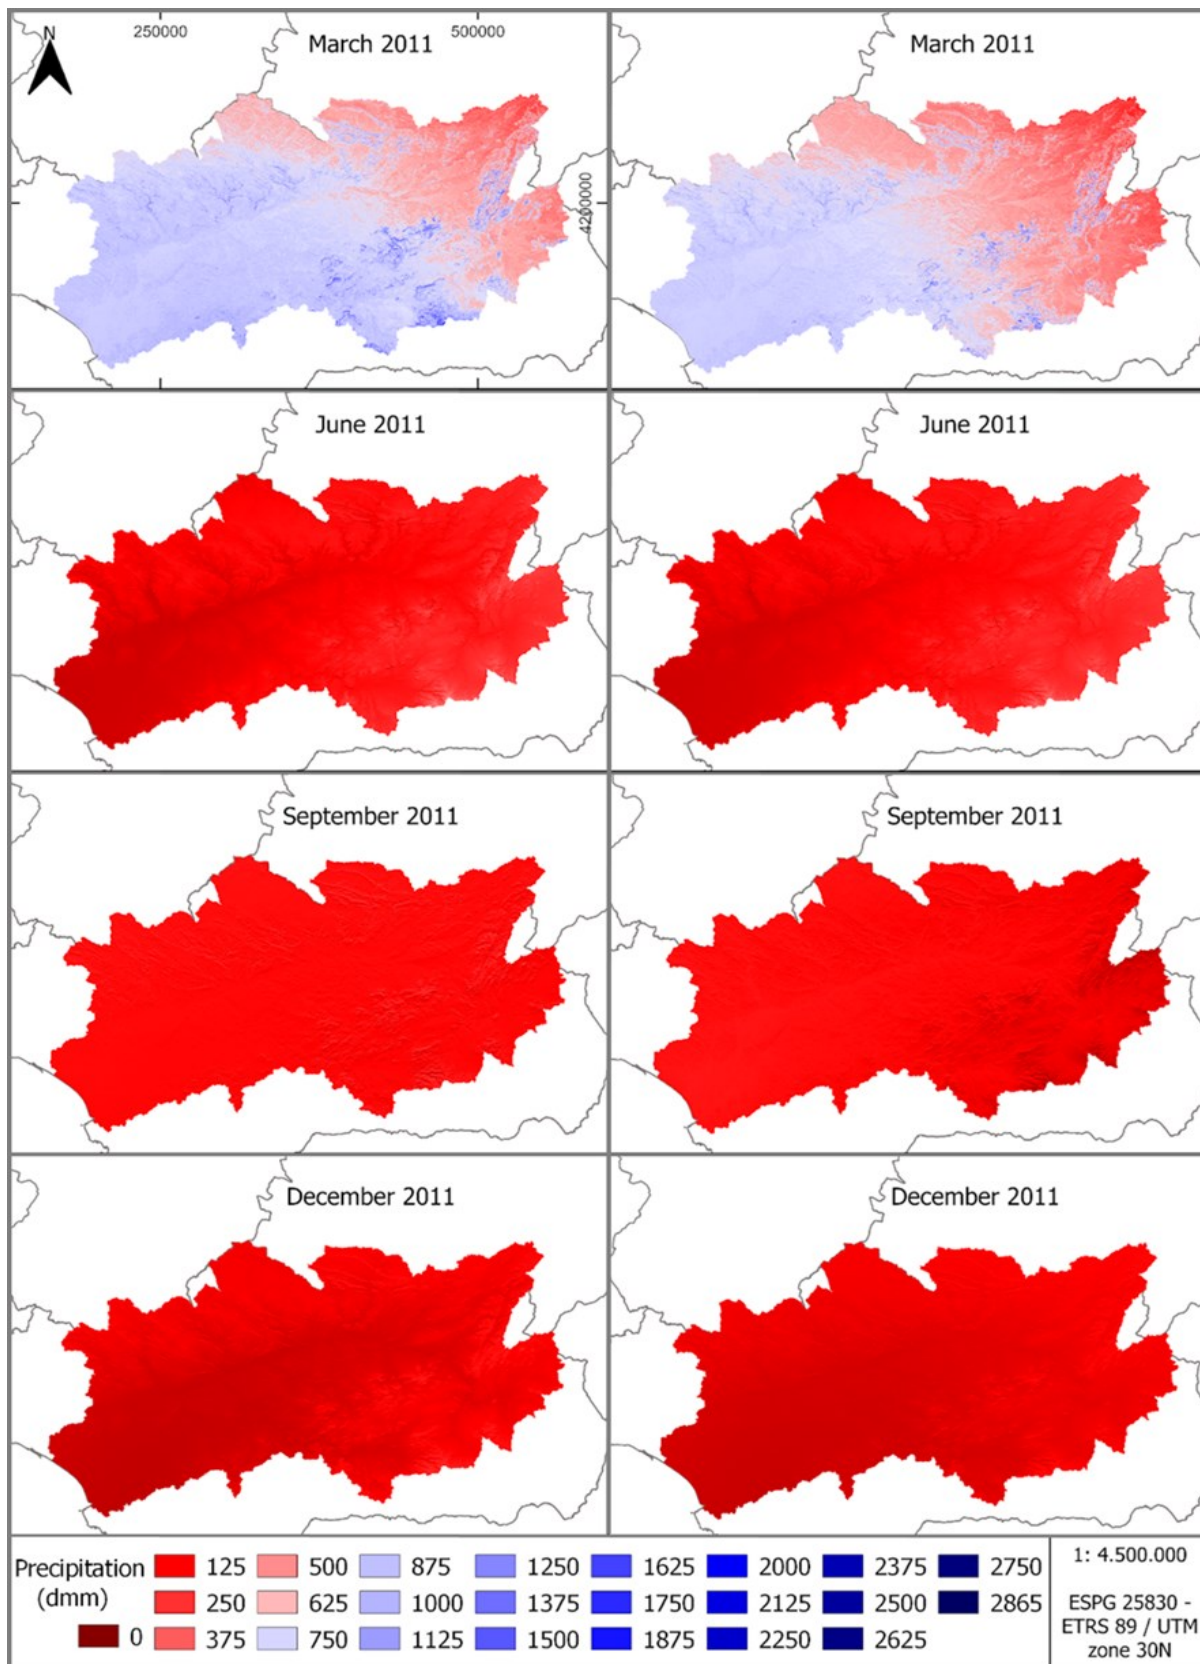 N
250000
500000
March 2011
March 2011
4200000
June 2011
June 2011
September 2011
September 2011
December 2011
December 2011
Precipitation
(dmm)
0
125
250
375
500
625
750
875
1000
1125
1250
1375
1500
1625
1750
1875
2000
2125
2250
2375
2500
2625
2750
2865
1: 4.500.000
ESPG 25830 -
ETRS 89 / UTM
zone 30N